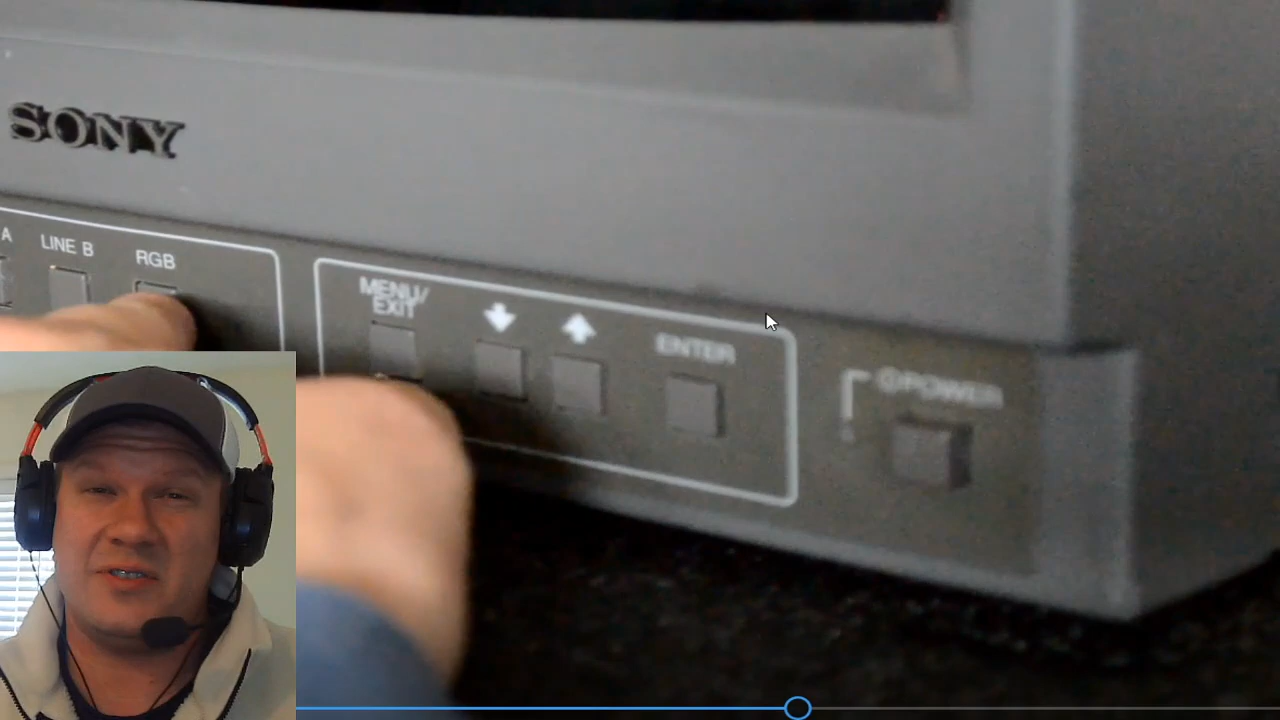 SONY
A
LINE B
RGB
MENU/
EXIT
ENTER
POWER